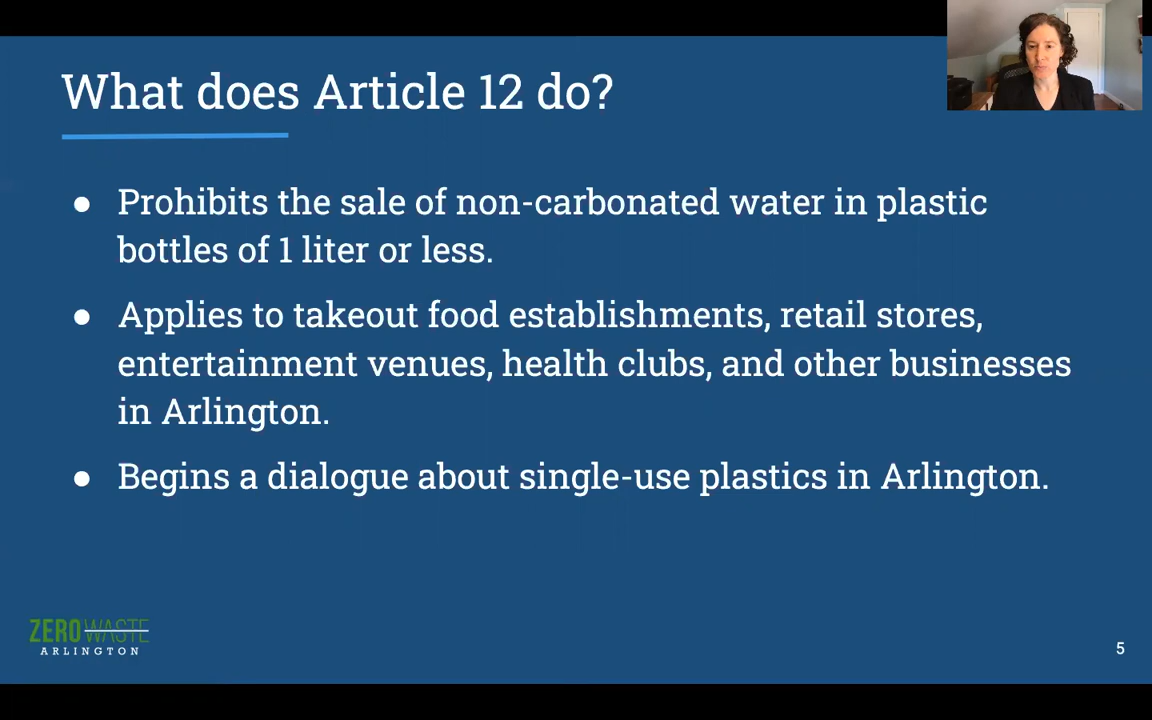 What does Article 12 do?
● Prohibits the sale of non-carbonated water in plastic
bottles of 1 liter or less.
● Applies to takeout food establishments, retail stores,
entertainment venues, health clubs, and other businesses
in Arlington.
● Begins a dialogue about single-use plastics in Arlington.
ZERO WASTE
ARLINGTON
5